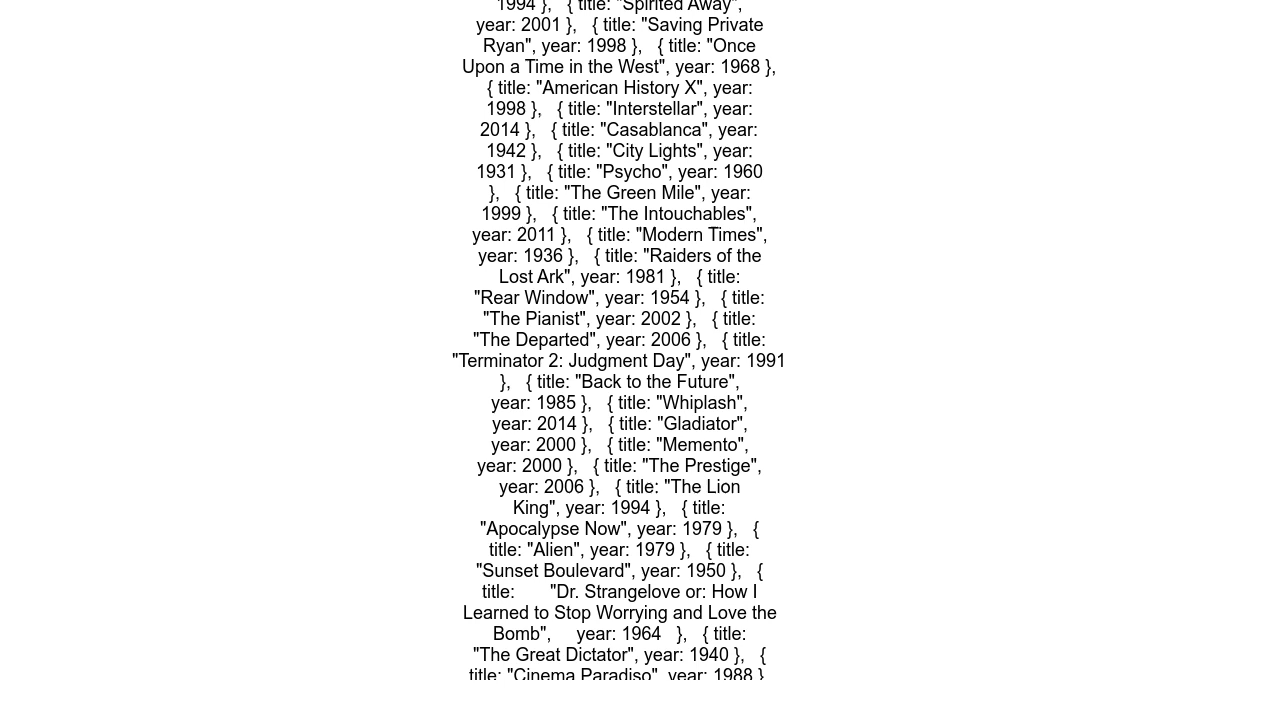 1994 }, { title: "Spirited Away",
year: 2001 }, { title: "Saving Private
Ryan", year: 1998 }, { title: "Once
Upon a Time in the West", year: 1968 },
{ title: "American History X", year:
1998 }, { title: "Interstellar", year:
2014 }, { title: "Casablanca", year:
1942 }, { title: "City Lights", year:
1931 }, { title: "Psycho", year: 1960
}, { title: "The Green Mile", year:
1999 }, { title: "The Intouchables",
year: 2011 }, { title: "Modern Times",
year: 1936 }, { title: "Raiders of the
Lost Ark", year: 1981 }, { title:
"Rear Window", year: 1954 }, { title:
"The Pianist", year: 2002 }, { title:
"The Departed", year: 2006 }, { title:
"Terminator 2: Judgment Day", year: 1991
}, { title: "Back to the Future",
year: 1985 }, { title: "Whiplash",
year: 2014 }, { title: "Gladiator",
year: 2000 }, { title: "Memento",
year: 2000 }, { title: "The Prestige",
year: 2006 }, { title: "The Lion
King", year: 1994 }, { title:
"Apocalypse Now", year: 1979 }, {
title: "Alien", year: 1979 }, { title:
"Sunset Boulevard", year: 1950 }, {
title: "Dr. Strangelove or: How I
Learned to Stop Worrying and Love the
Bomb", year: 1964 }, { title:
"The Great Dictator", year: 1940 }, {
title: "Cinema Paradiso", year: 1988 }